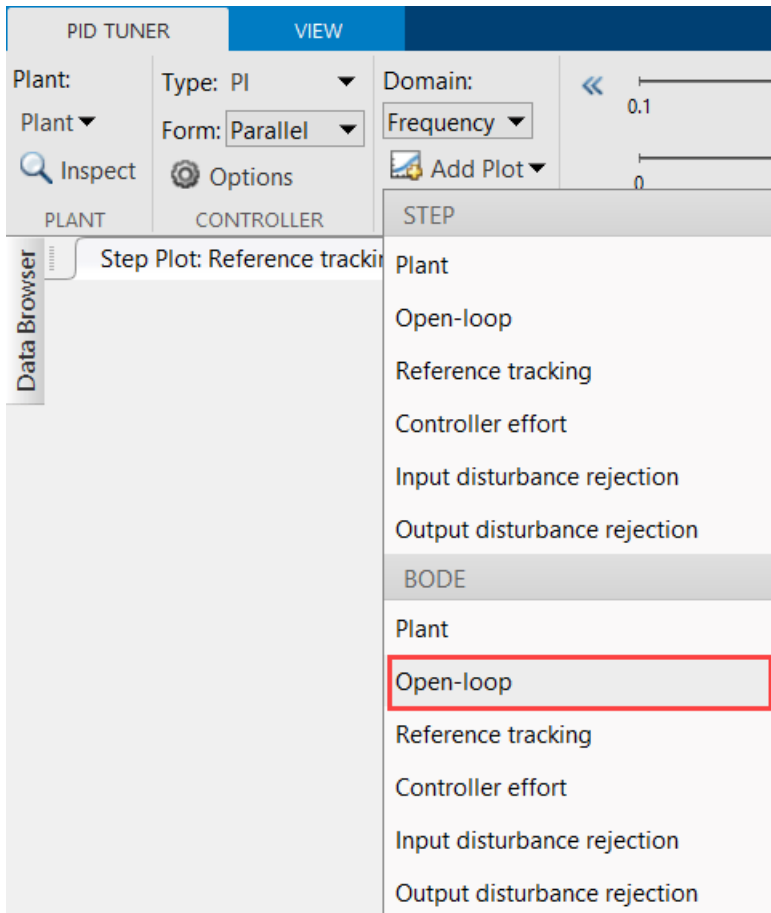 PID TUNER
VIEW
Plant:
Plant
Inspect
PLANT
Type: PI
Form: Parallel
Options
CONTROLLER
Domain:
Frequency
Add Plot
0.1
0
Data Browser
Step Plot: Reference
STEP
Plant
Open-loop
Reference tracking
Controller effort
Input disturbance rejection
Output disturbance rejection
BODE
Plant
Open-loop
Reference tracking
Controller effort
Input disturbance rejection
Output disturbance rejection